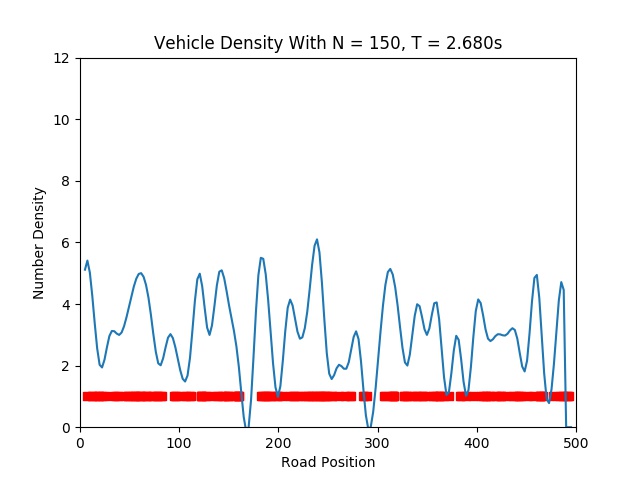 Vehicle Density With N = 150, T = 2.680s
12
10
8
6
4
2
0
Number Density
0 100 200 300 400 500
Road Position